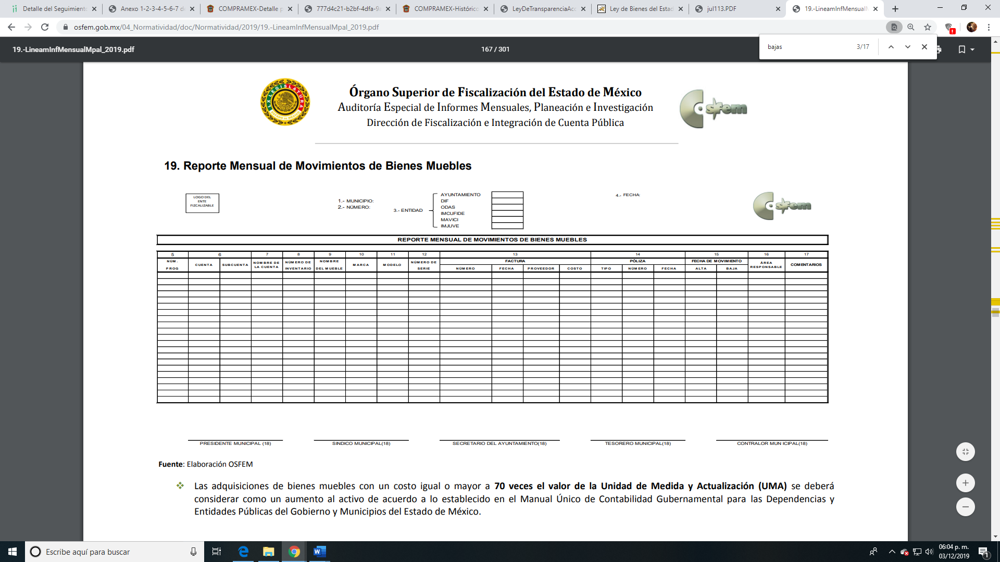 Detalle del Seguimiento
Anexo 1-2-3-4-5-6-7 d
COMPRAMEX-Detalle p
777d4c21-b2bf-4dfa-9
COMPRAMEX-Histórico
LeyDeTransparenciaAcc
Ley de Bienes del Estad
jul113.PDF
19.-LineamInfMensualM
osfem.gob.mx/04_Normatividad/doc/Normatividad/2019/19.-LineamInfMensualMpal_2019.pdf
bajas
3/17
19.-LineamInfMensualMpal_2019.pdf
167 / 301
LX LEGISLATURA
Órgano Superior de Fiscalización del Estado de México
Auditoría Especial de Informes Mensuales, Planeación e Investigación
Dirección de Fiscalización e Integración de Cuenta Pública
osfem
19. Reporte Mensual de Movimientos de Bienes Muebles
LOGO DEL
ENTE
FIZCALIZABLE
1.- MUNICIPIO:
2.- NÚMERO:
3.- ENTIDAD
AYUNTAMIENTO
DIF
ODAS
IMCUFIDE
MAVICI
IMJUVE
4.- FECHA:
osfem
REPORTE MENSUAL DE MOVIMIENTOS DE BIENES MUEBLES
5 6 7 8 9 10 11 12 13 14 15 16 17
NÚM. PROG
CUENTA
SUBCUENTA
NOMBRE DE LA CUENTA
NÚMERO DE INVENTARIO
NOMBRE DEL MUEBLE
MARCA
MODELO
NÚMERO DE SERIE
FACTURA
NÚMERO FECHA PROVEEDOR COSTO
PÓLIZA
TIPO NÚMERO FECHA
FECHA DE MOVIMIENTO
ALTA BAJA
ÁREA RESPONSABLE
COMENTARIOS
PRESIDENTE MUNICIPAL (18)
SINDICO MUNICIPAL(18)
SECRETARIO DEL AYUNTAMIENTO(18)
TESORERO MUNICIPAL(18)
CONTRALOR MUN ICIPAL(18)
Fuente: Elaboración OSFEM
Las adquisiciones de bienes muebles con un costo igual o mayor a 70 veces el valor de la Unidad de Medida y Actualización (UMA) se deberá
considerar como un aumento al activo de acuerdo a lo establecido en el Manual Único de Contabilidad Gubernamental para las Dependencias y
Entidades Públicas del Gobierno y Municipios del Estado de México.
Escribe aquí para buscar
06:04 p. m.
03/12/2019
1